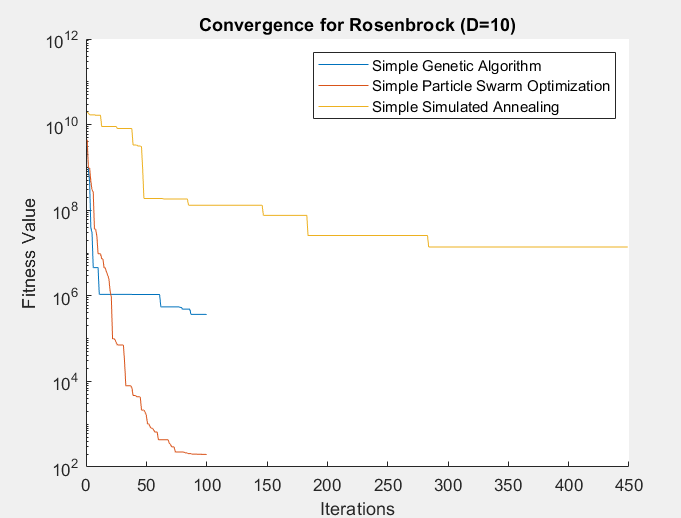 Convergence for Rosenbrock (D=10)
Simple Genetic Algorithm
Simple Particle Swarm Optimization
Simple Simulated Annealing
Fitness Value
10^12
10^10
10^8
10^6
10^4
10^2
0 50 100 150 200 250 300 350 400 450
Iterations